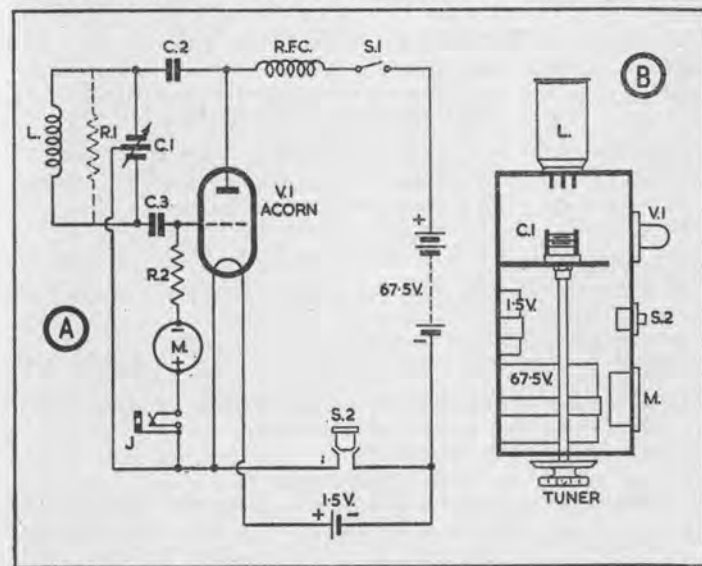 C.2
R.F.C.
S.1
L.
R.1
C.1
C.3
V.1
ACORN
R.2
+
67·5V.
-
A
-
M.
+
J
S.2
1·5V.
+
-
B
L.
V.1
C.1
1·5V.
S.2
67·5V.
M.
TUNER